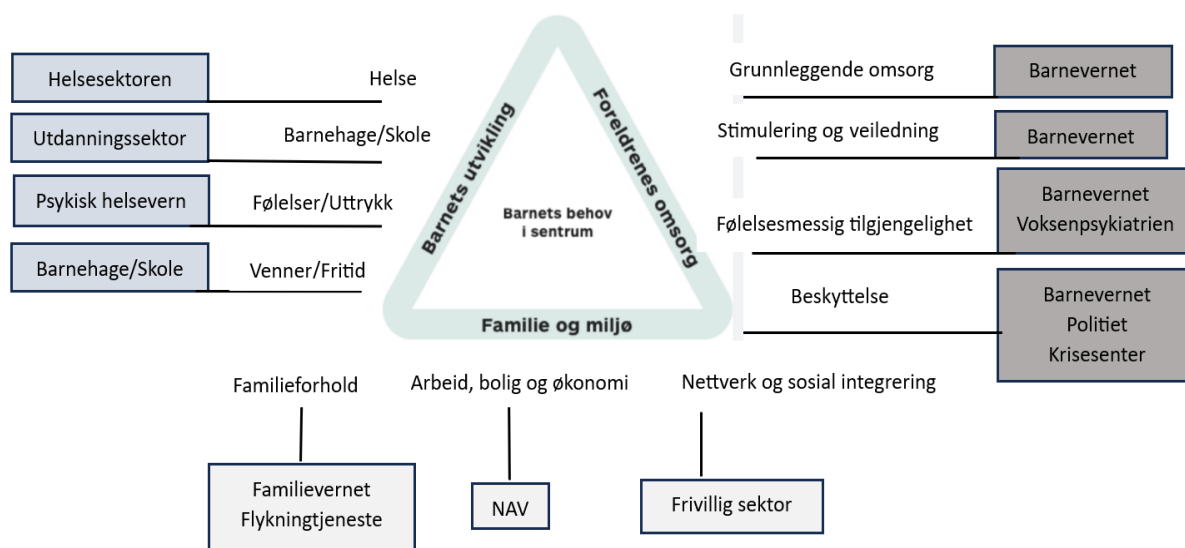 Helsesektoren
Helse
Utdanningssektor
Barnehage/Skole
Psykisk helsevern
Følelser/Uttrykk
Barnehage/Skole
Venner/Fritid
Barnets utvikling
Foreldrenes omsorg
Barnets behov
i sentrum
Familie og miljø
Grunnleggende omsorg
Barnevernet
Stimulering og veiledning
Barnevernet
Følelsesmessig tilgjengelighet
Barnevernet
Voksenpsykiatrien
Beskyttelse
Barnevernet
Politiet
Krisesenter
Familieforhold
Arbeid, bolig og økonomi
Nettverk og sosial integrering
Familievernet
Flykningtjeneste
NAV
Frivillig sektor